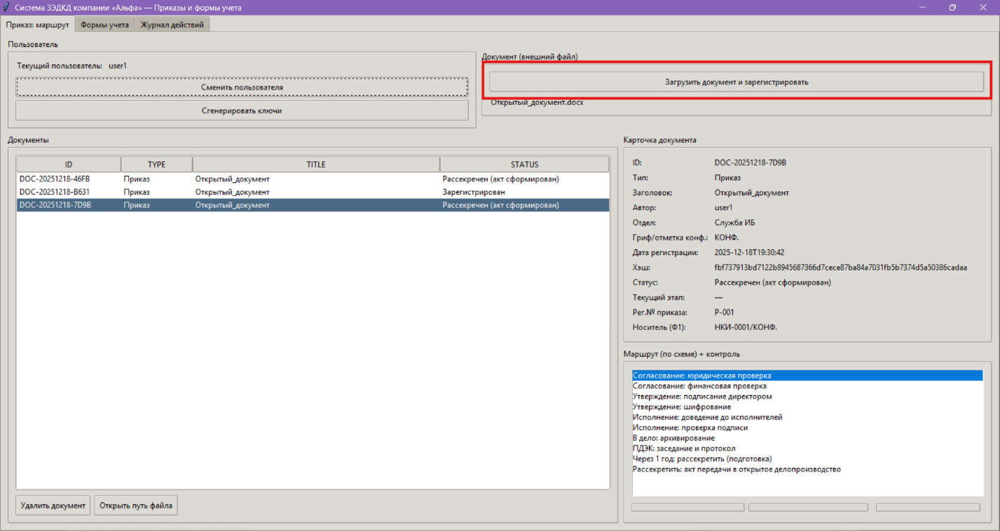 Система ЗЭДКД компании «Альфа» — Приказы и формы учета
Приказ: маршрут Формы учета Журнал действий
Пользователь
Текущий пользователь: user1
Сменить пользователя
Сгенерировать ключи
Документ (внешний файл)
Загрузить документ и зарегистрировать
Открытый_документ.docx
Документы
ID TYPE TITLE STATUS
DOC-20251218-46FB Приказ Открытый_документ Рассекречен (акт сформирован)
DOC-20251218-B631 Приказ Открытый_документ Зарегистрирован
DOC-20251218-7D9B Приказ Открытый_документ Рассекречен (акт сформирован)
Удалить документ Открыть путь файла
Карточка документа
ID: DOC-20251218-7D9B
Тип: Приказ
Заголовок: Открытый_документ
Автор: user1
Отдел: Служба ИБ
Гриф/отметка конф.: КОНФ.
Дата регистрации: 2025-12-18T19:30:42
Хэш: fbf737913bd7122b8945687366d7cece87ba84a7031fb5b7374d5a50386cadaa
Статус: Рассекречен (акт сформирован)
Текущий этап: —
Рег.№ приказа: P-001
Носитель (Ф1): НКИ-0001/КОНФ.
Маршрут (по схеме) + контроль
Согласование: юридическая проверка
Согласование: финансовая проверка
Утверждение: подписание директором
Утверждение: шифрование
Исполнение: доведение до исполнителей
Исполнение: проверка подписи
В дело: архивирование
ПДЭК: заседание и протокол
Через 1 год: рассекретить (подготовка)
Рассекретить: акт передачи в открытое делопроизводство